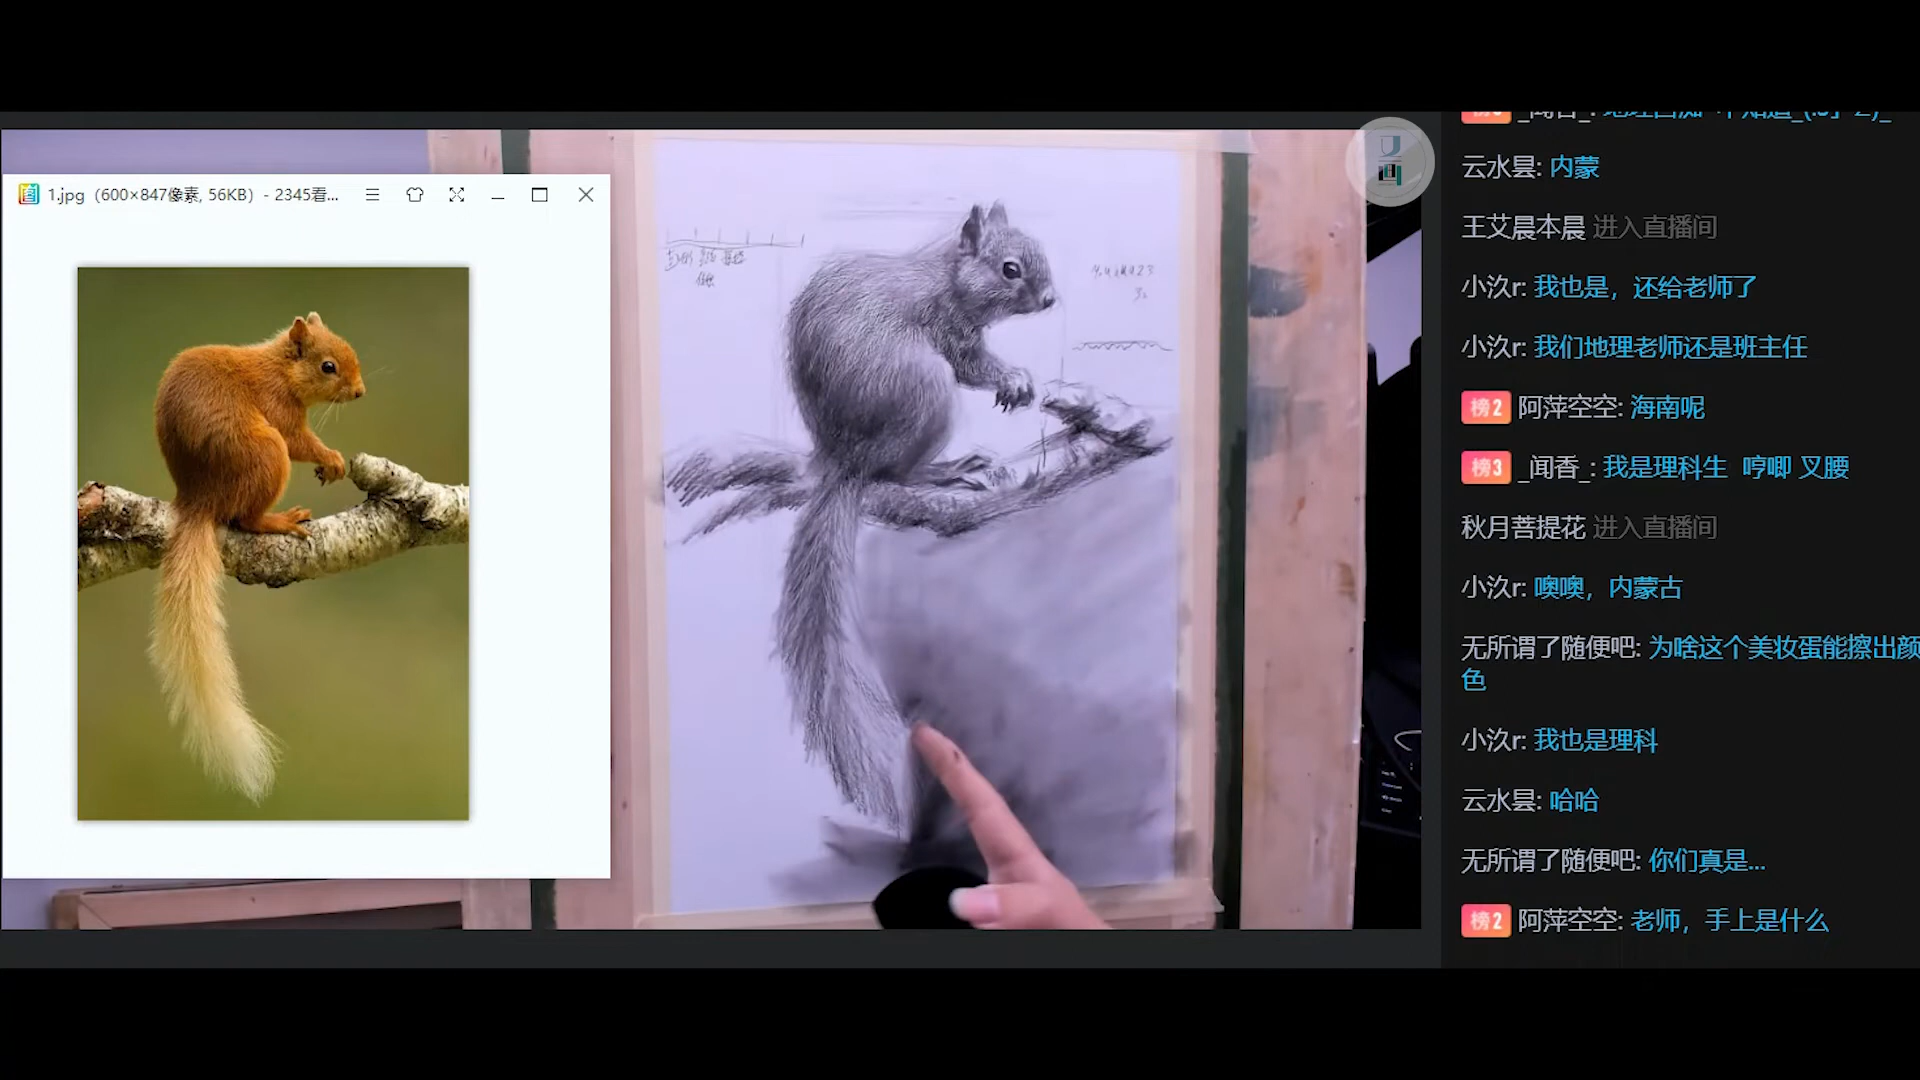 1.jpg（600×847像素, 56KB）- 2345看...
云水昙: 内蒙
王艾晨本晨 进入直播间
小汣r: 我也是，还给老师了
小汣r: 我们地理老师还是班主任
榜2 阿萍空空: 海南呢
榜3 _闻香_: 我是理科生 哼唧 叉腰
秋月菩提花 进入直播间
小汣r: 噢噢，内蒙古
无所谓了随便吧: 为啥这个美妆蛋能擦出颜
色
小汣r: 我也是理科
云水昙: 哈哈
无所谓了随便吧: 你们真是...
榜2 阿萍空空: 老师，手上是什么